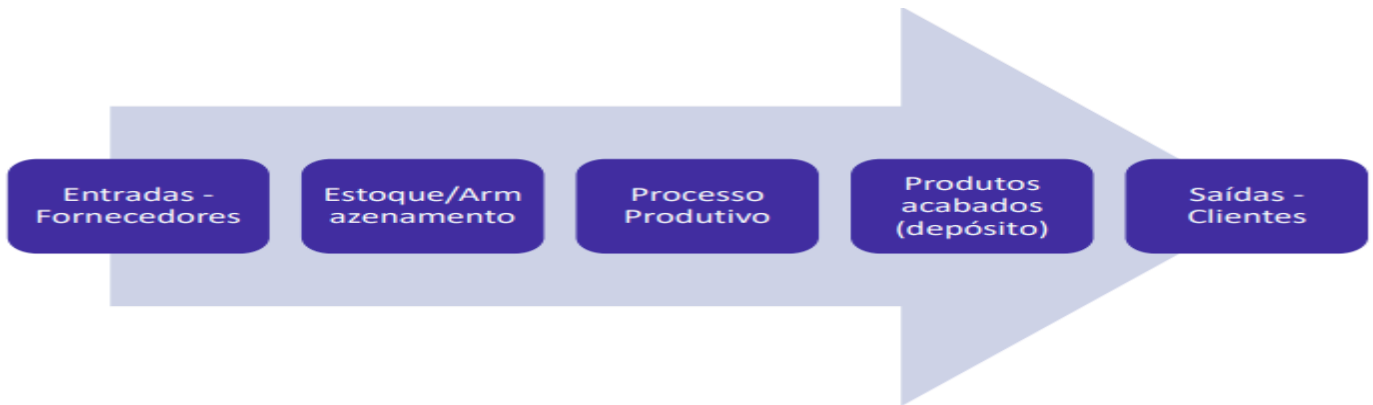 Entradas -
Fornecedores
Estoque/Arm
azenamento
Processo
Produtivo
Produtos
acabados
(depósito)
Saídas -
Clientes